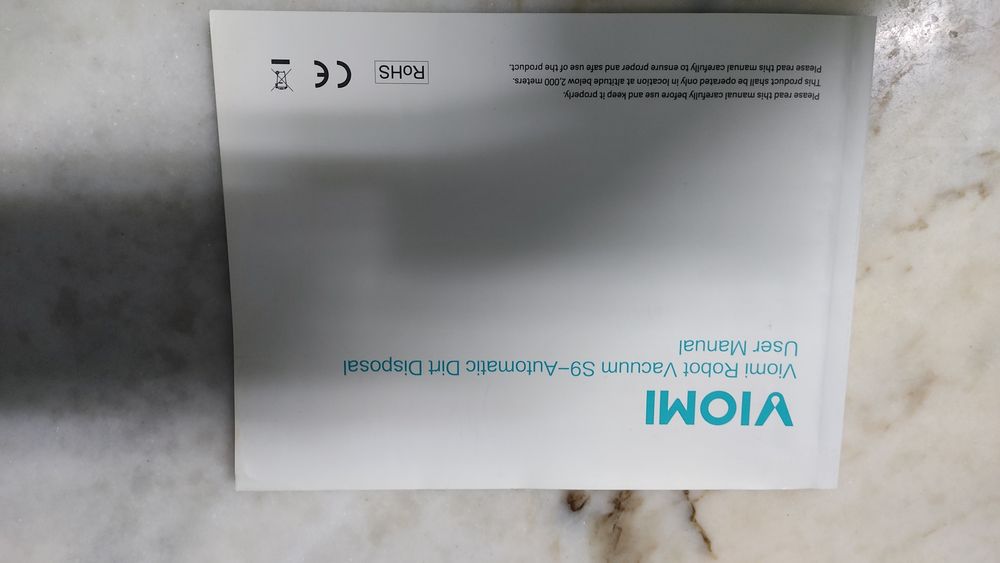 VIOMI
Viomi Robot Vacuum S9-Automatic Dirt Disposal
User Manual
Please read this manual carefully before use and keep it properly.
This product shall be operated only in location at altitude below 2,000 meters.
Please read this manual carefully to ensure proper and safe use of the product.
RoHS
CE